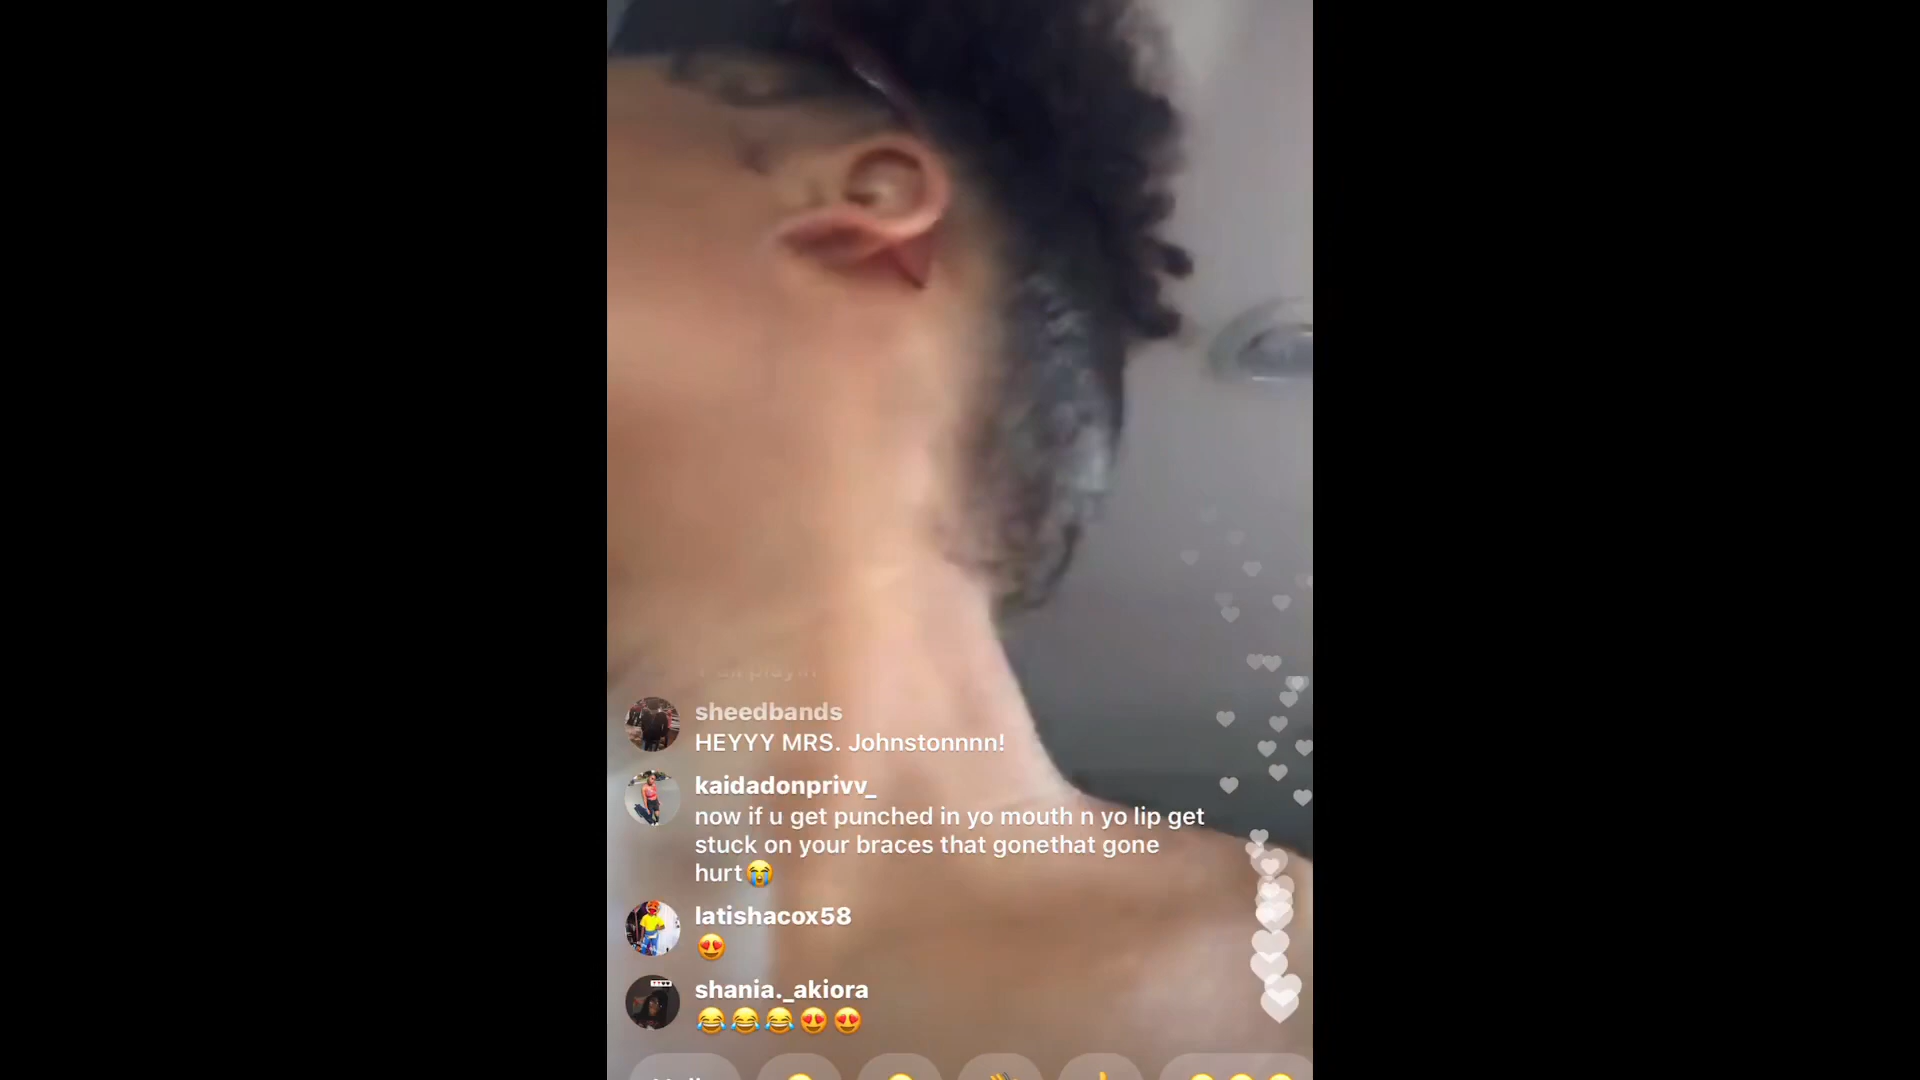 sheedbands
HEYYY MRS. Johnstonnnn!
kaidadonprivv_
now if u get punched in yo mouth n yo lip get
stuck on your braces that gonethat gone
hurt😭
latishacox58
😍
shania._akiora
😂😂😂😍😍